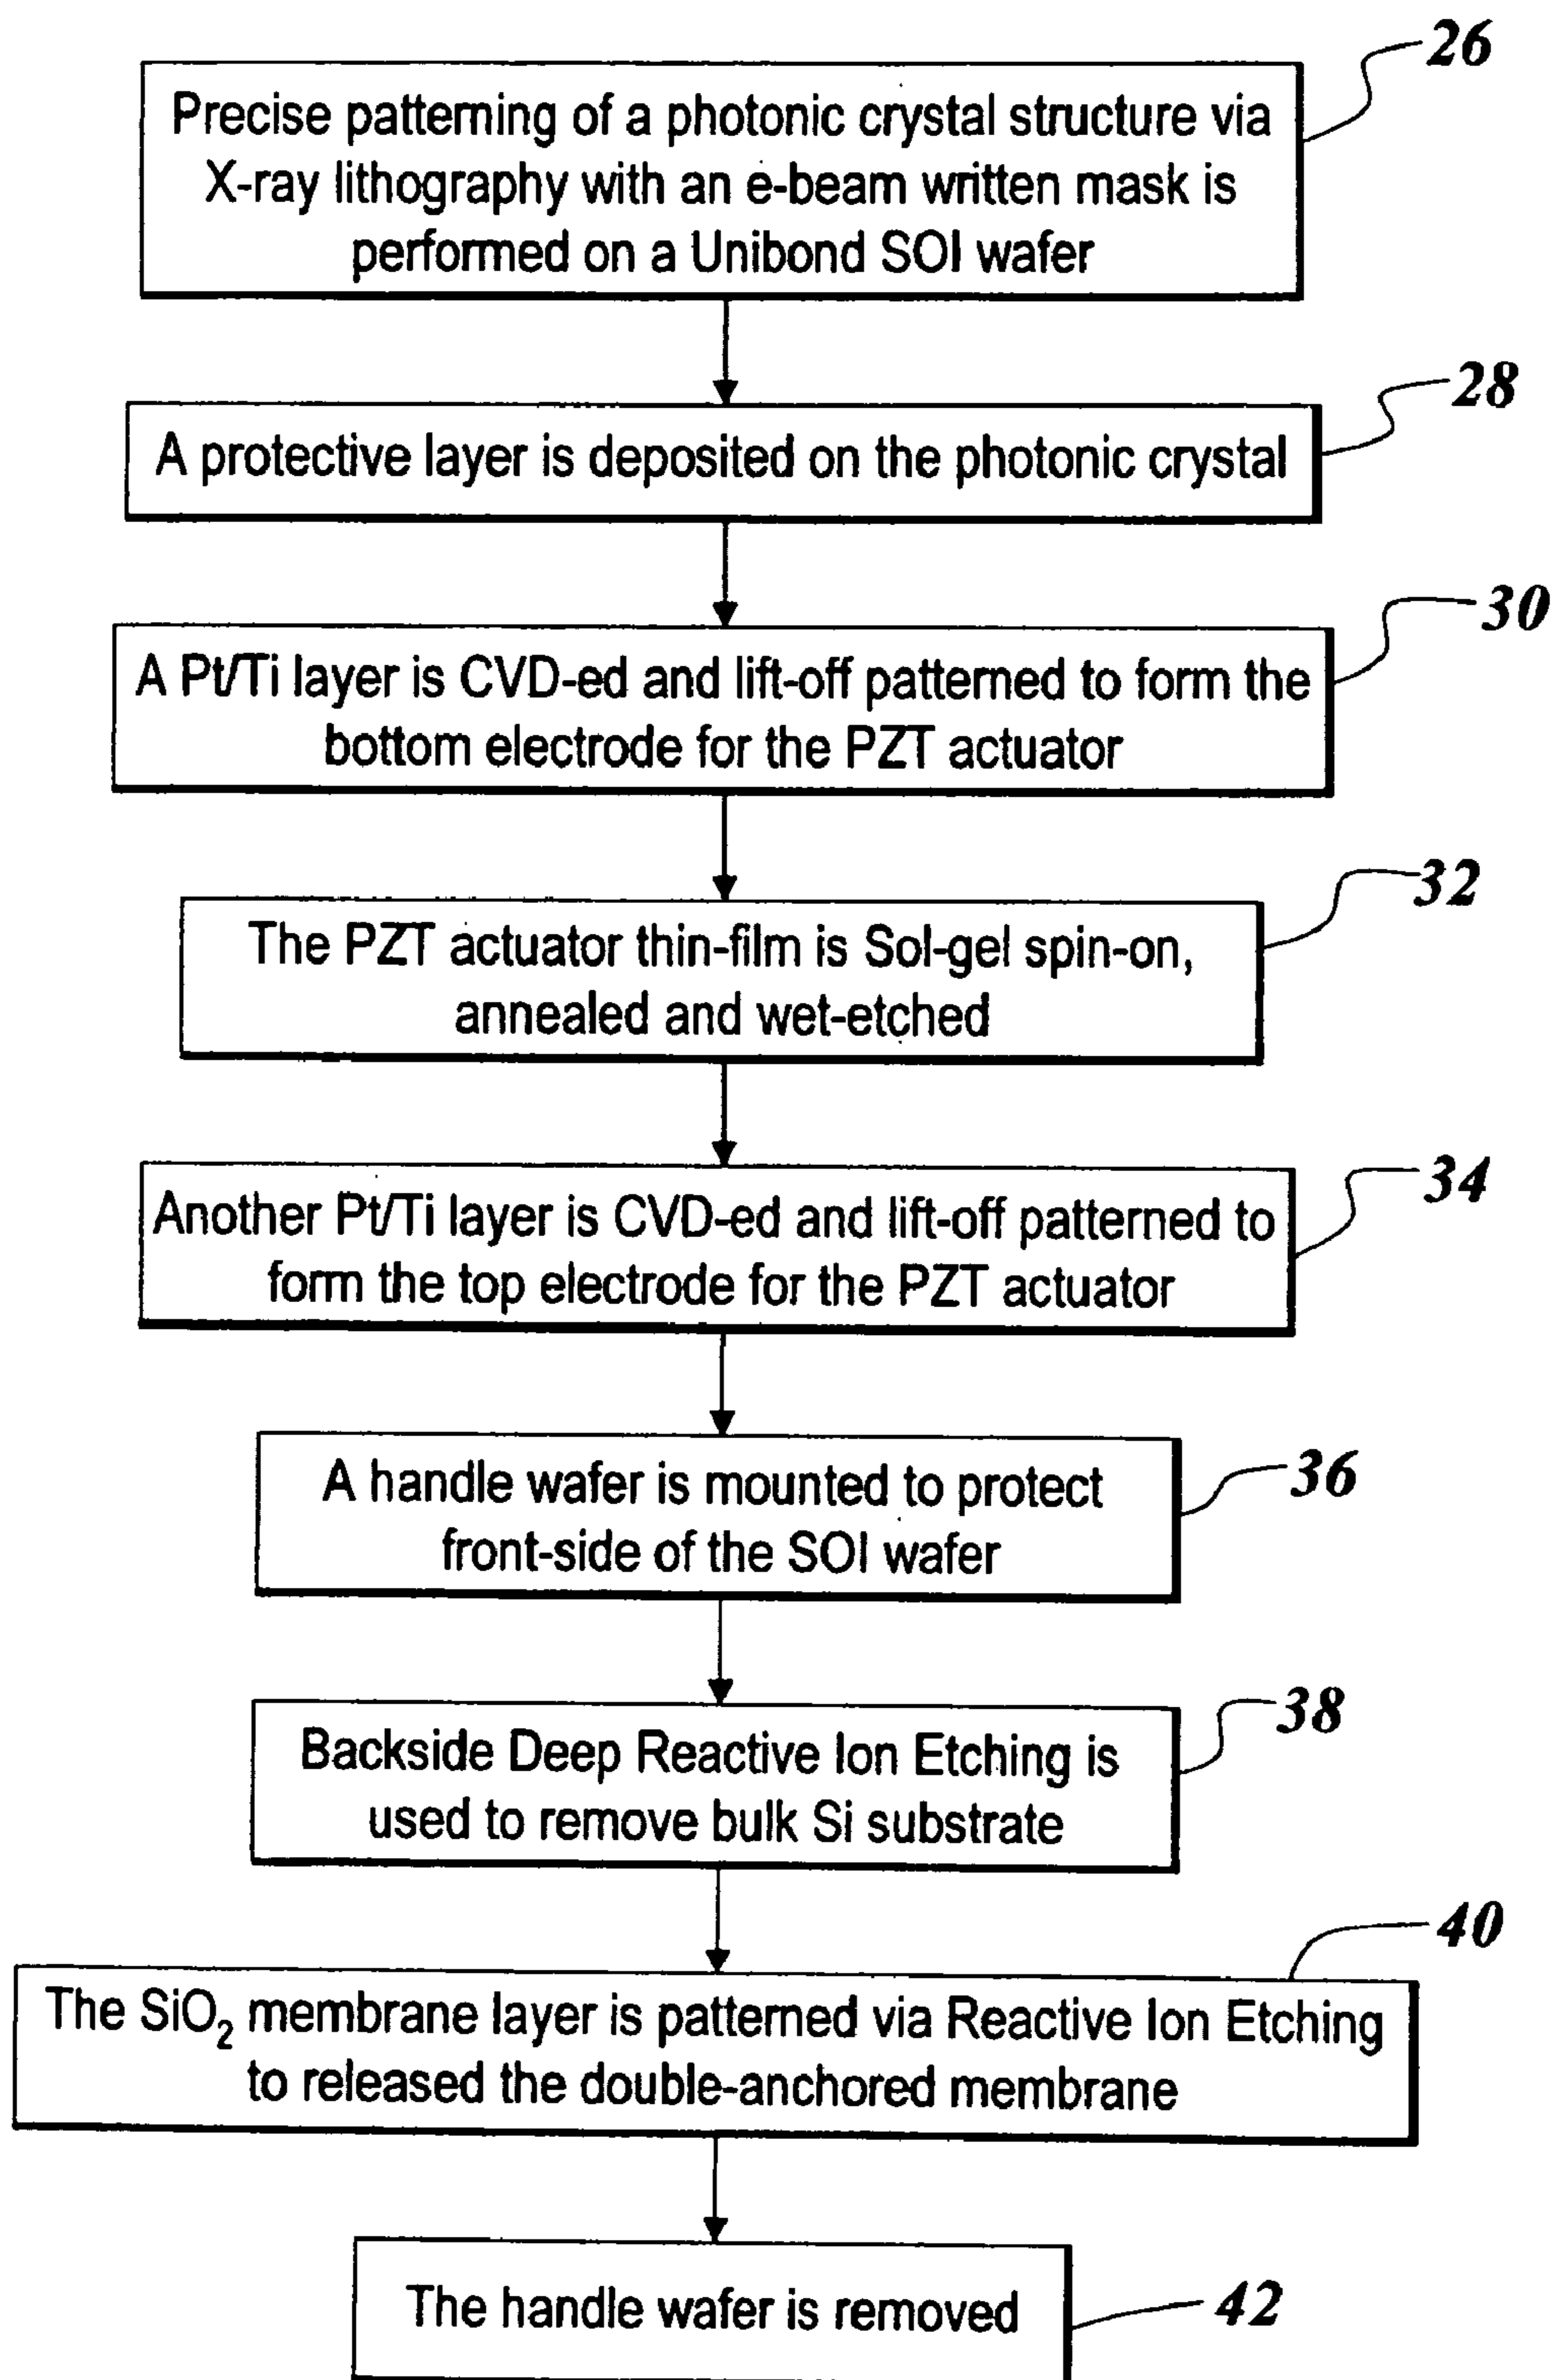 26
Precise patterning of a photonic crystal structure via
X-ray lithography with an e-beam written mask is
performed on a Unibond SOI wafer
28
A protective layer is deposited on the photonic crystal
30
A Pt/Ti layer is CVD-ed and lift-off patterned to form the
bottom electrode for the PZT actuator
32
The PZT actuator thin-film is Sol-gel spin-on,
annealed and wet-etched
34
Another Pt/Ti layer is CVD-ed and lift-off patterned to
form the top electrode for the PZT actuator
36
A handle wafer is mounted to protect
front-side of the SOI wafer
38
Backside Deep Reactive Ion Etching is
used to remove bulk Si substrate
40
The SiO₂ membrane layer is patterned via Reactive Ion Etching
to released the double-anchored membrane
42
The handle wafer is removed